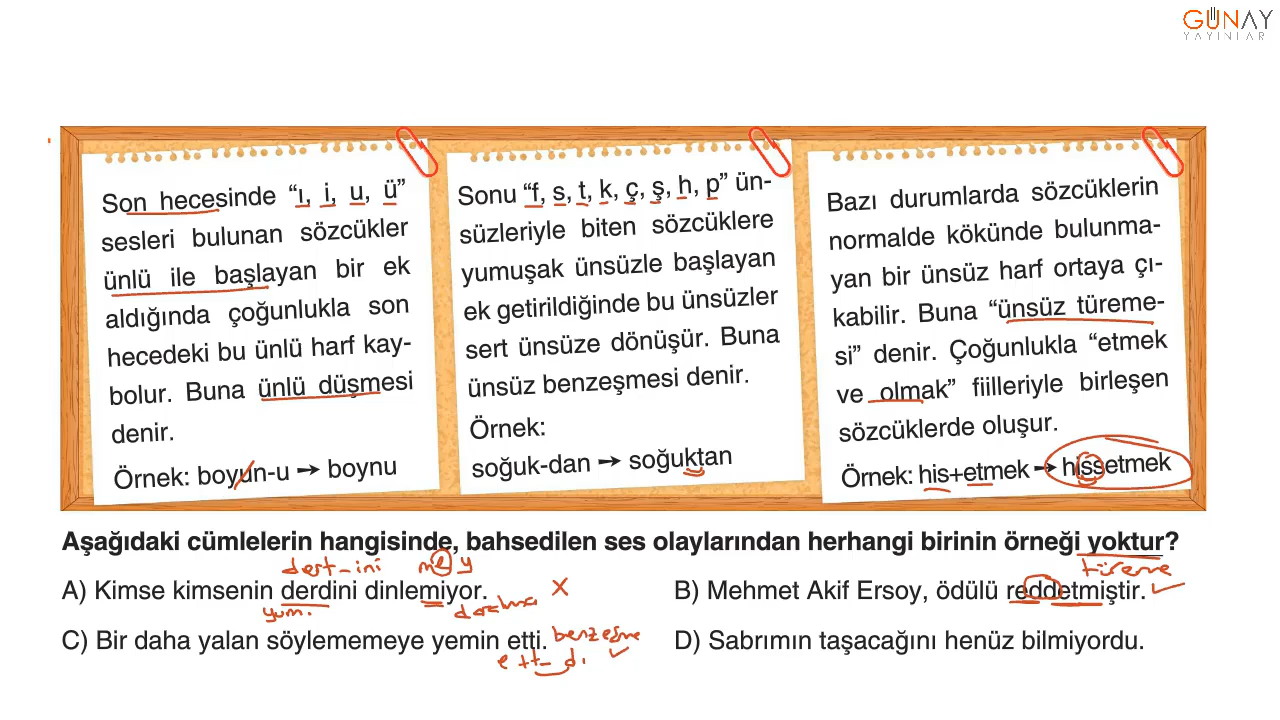 GÜNAY
YAYINLAR
Son hecesinde “ı, i, u, ü”
sesleri bulunan sözcükler
ünlü ile başlayan bir ek
aldığında çoğunlukla son
hecedeki bu ünlü harf kay-
bolur. Buna ünlü düşmesi
denir.
Örnek: boyun-u → boynu
Sonu “f, s, t, k, ç, ş, h, p” ün-
süzleriyle biten sözcüklere
yumuşak ünsüzle başlayan
ek getirildiğinde bu ünsüzler
sert ünsüze dönüşür. Buna
ünsüz benzeşmesi denir.
Örnek:
soğuk-dan → soğuktan
Bazı durumlarda sözcüklerin
normalde kökünde bulunma-
yan bir ünsüz harf ortaya çı-
kabilir. Buna “ünsüz türeme-
si” denir. Çoğunlukla “etmek
ve olmak” fiilleriyle birleşen
sözcüklerde oluşur.
Örnek: his+etmek → hissetmek
Aşağıdaki cümlelerin hangisinde, bahsedilen ses olaylarından herhangi birinin örneği yoktur?
dert-ini mey
A) Kimse kimsenin derdini dinlemiyor. X
yum. daralma
türeme
B) Mehmet Akif Ersoy, ödülü reddetmiştir. ✓
C) Bir daha yalan söylememeye yemin etti. benzeşme ✓
ett-di
D) Sabrımın taşacağını henüz bilmiyordu.